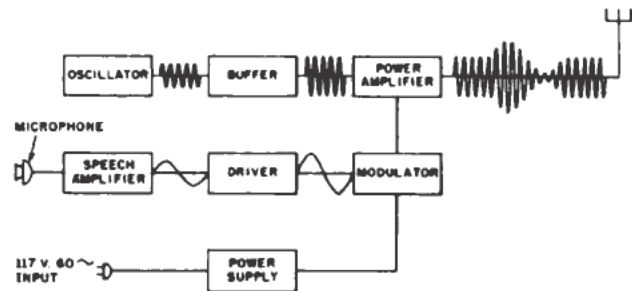 OSCILLATOR
BUFFER
POWER
AMPLIFIER
MICROPHONE
SPEECH
AMPLIFIER
DRIVER
MODULATOR
117 V. 60 ~
INPUT
POWER
SUPPLY